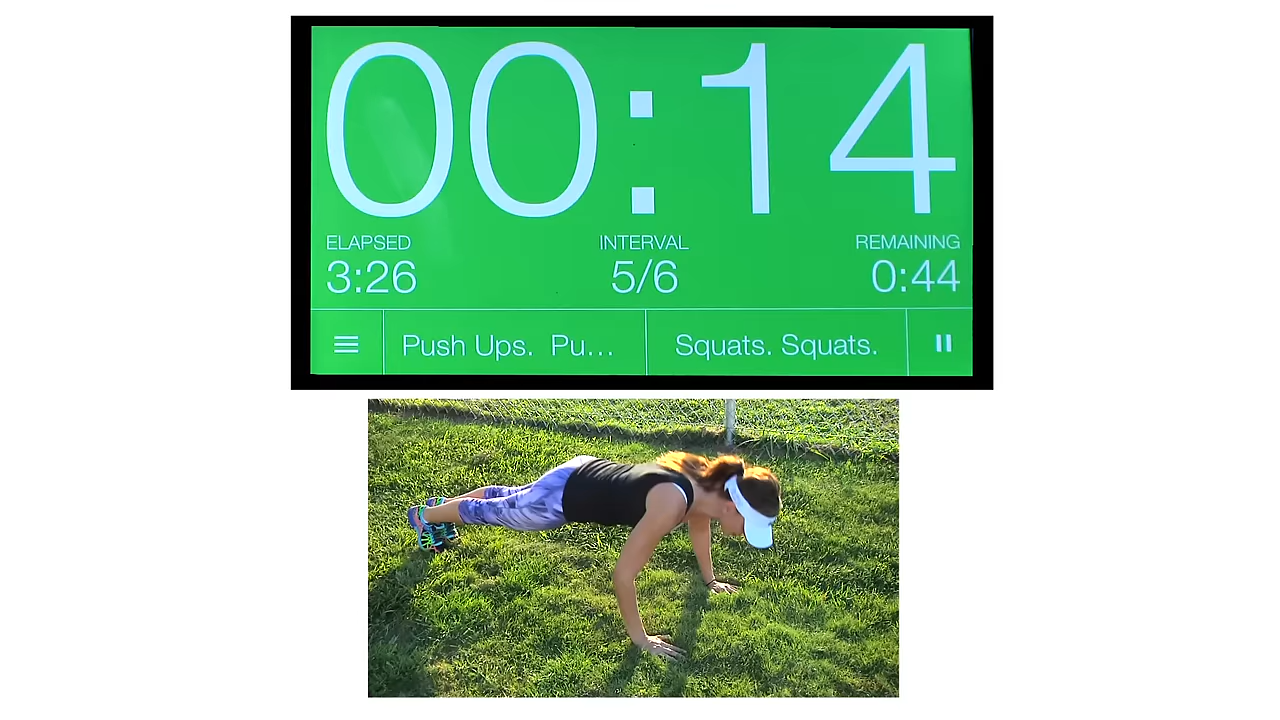 00:14
ELAPSED INTERVAL REMAINING
3:26 5/6 0:44
Push Ups. Pu... Squats. Squats.